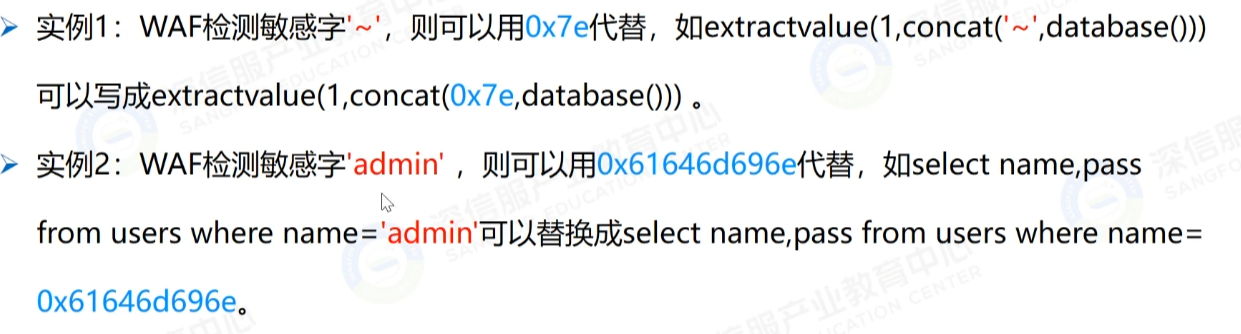 ➢ 实例1：WAF检测敏感字'~'，则可以用0x7e代替，如extractvalue(1,concat('~',database()))
可以写成extractvalue(1,concat(0x7e,database())) 。
➢ 实例2：WAF检测敏感字'admin' ，则可以用0x61646d696e代替，如select name,pass
from users where name='admin'可以替换成select name,pass from users where name=
0x61646d696e。